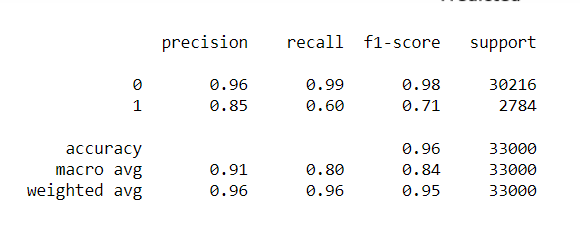 precision recall f1-score support
0 0.96 0.99 0.98 30216
1 0.85 0.60 0.71 2784
accuracy 0.96 33000
macro avg 0.91 0.80 0.84 33000
weighted avg 0.96 0.96 0.95 33000